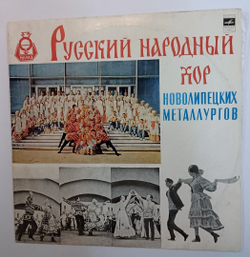 Русский народный
хор
новолипецких
металлургов